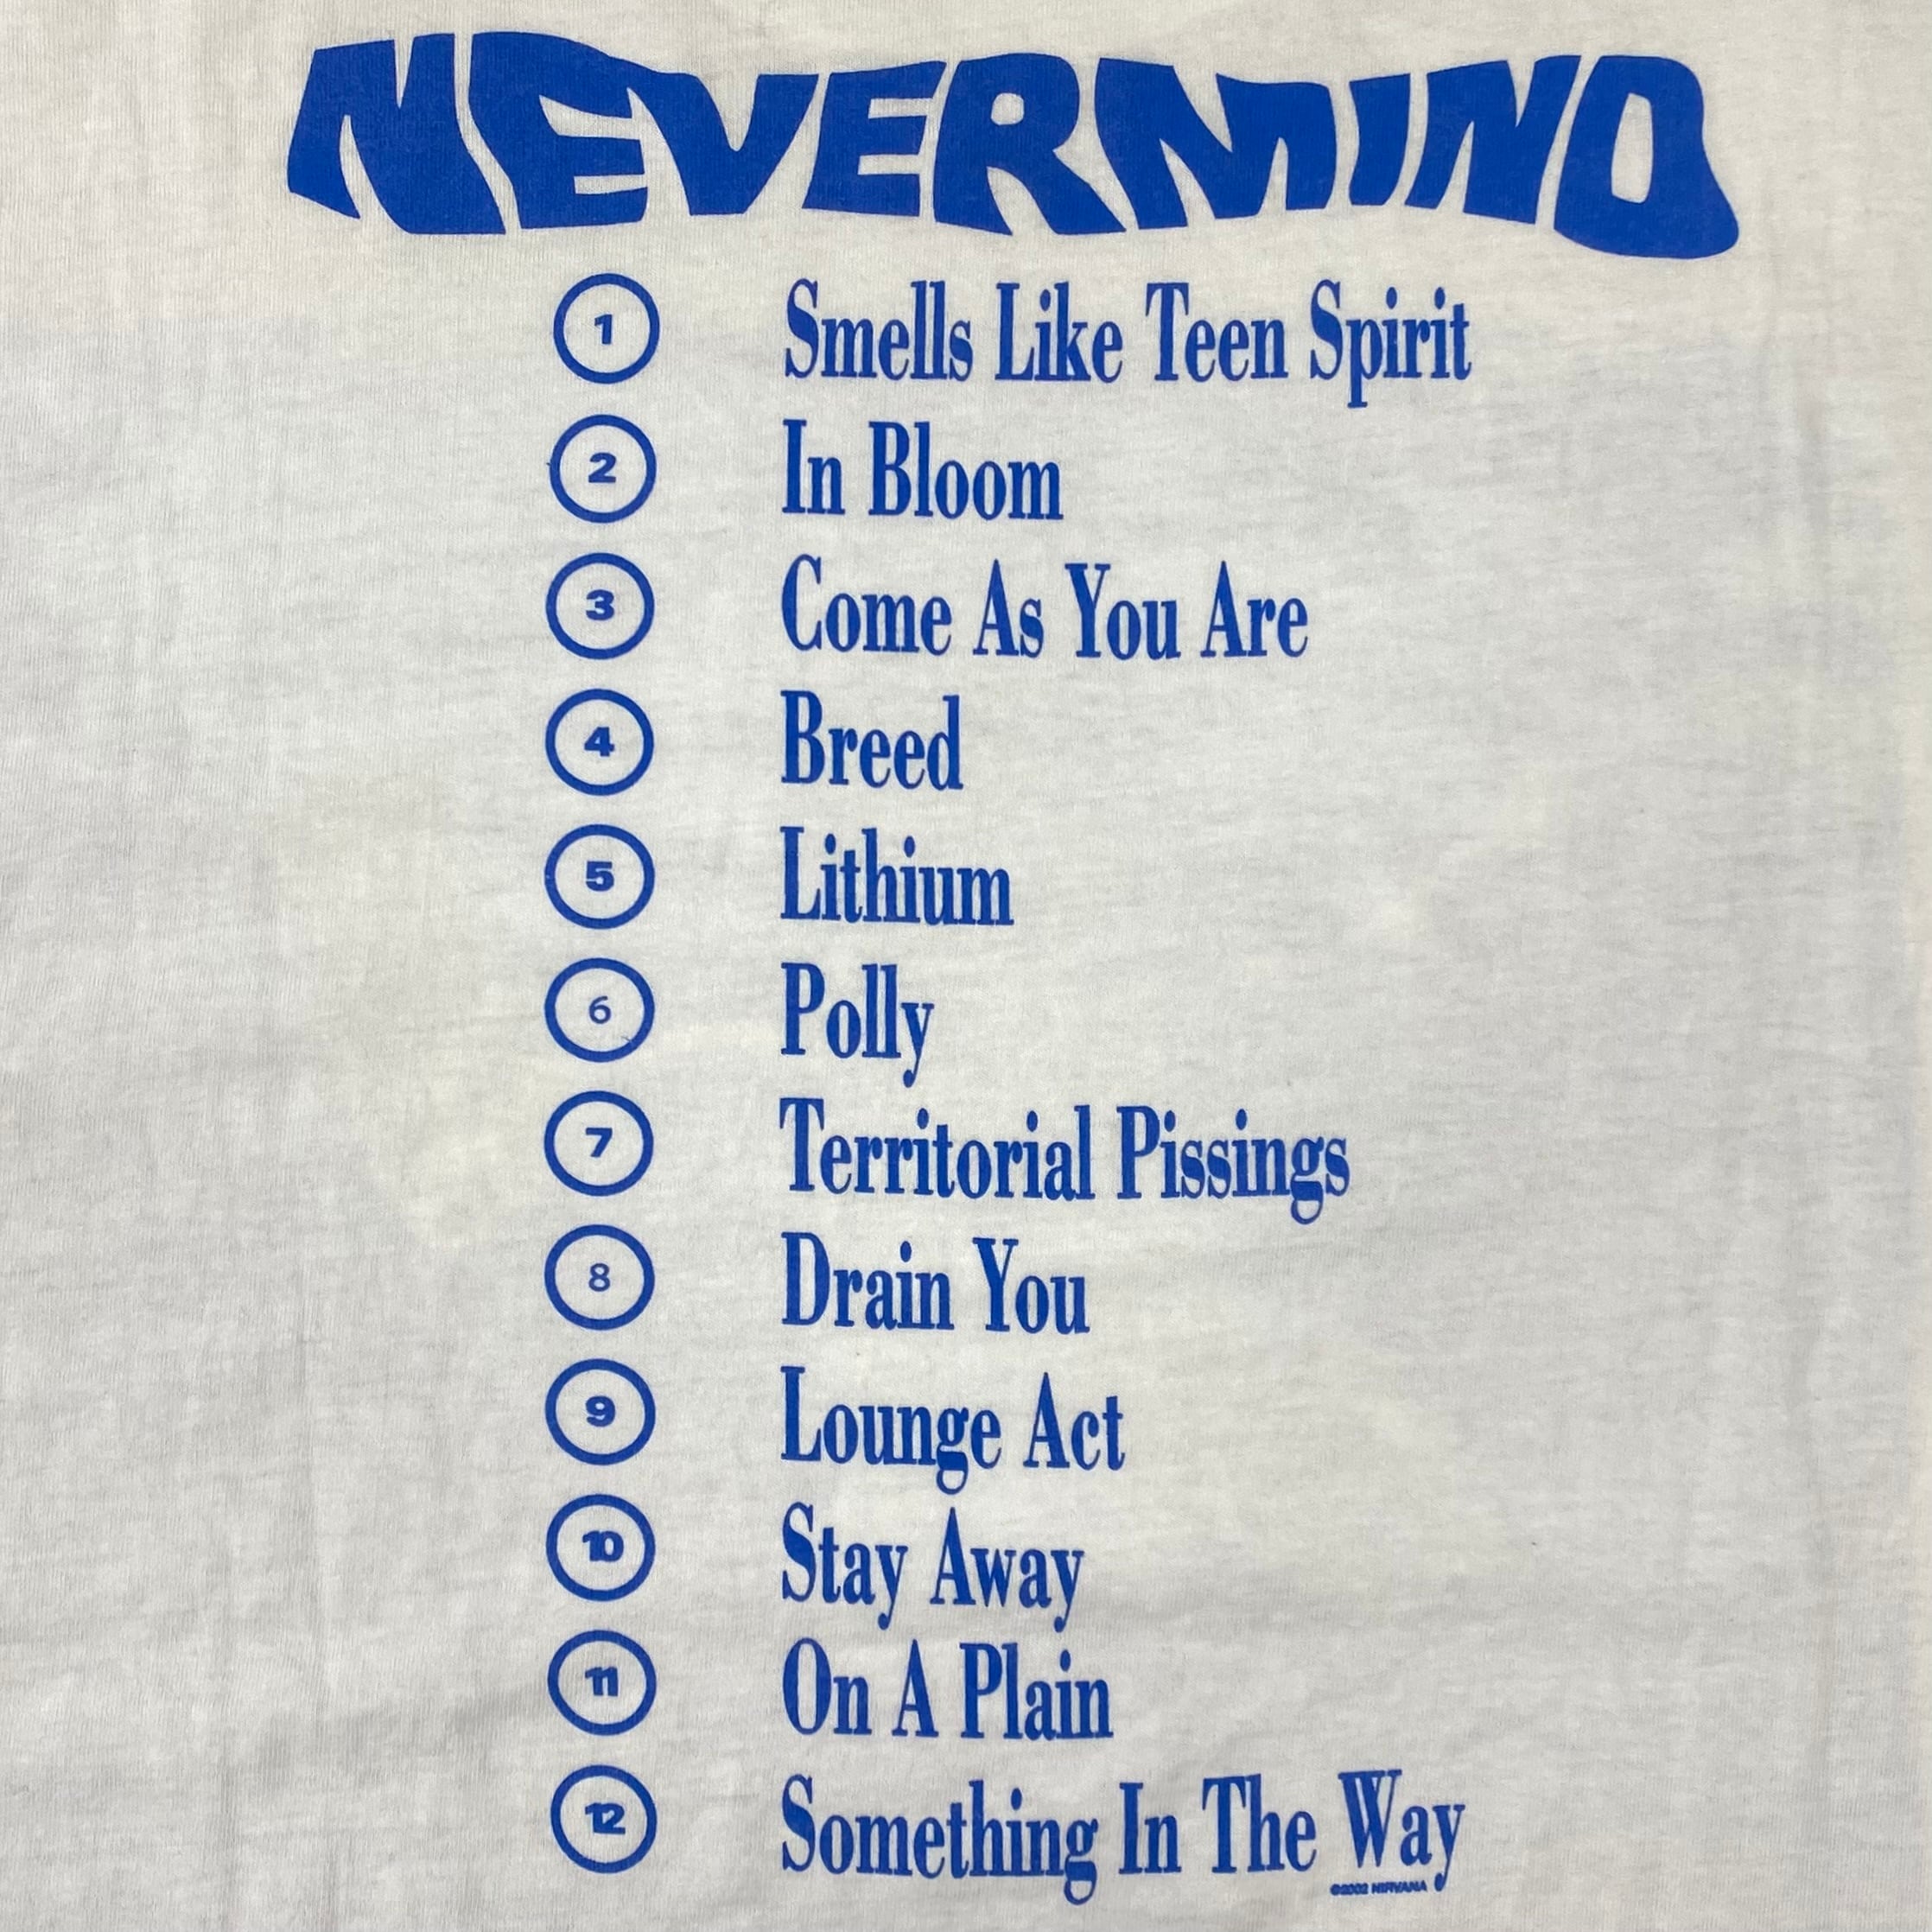 NEVERMIND
1 Smells Like Teen Spirit
2 In Bloom
3 Come As You Are
4 Breed
5 Lithium
6 Polly
7 Territorial Pissings
8 Drain You
9 Lounge Act
10 Stay Away
11 On A Plain
12 Something In The Way
©2002 NIRVANA